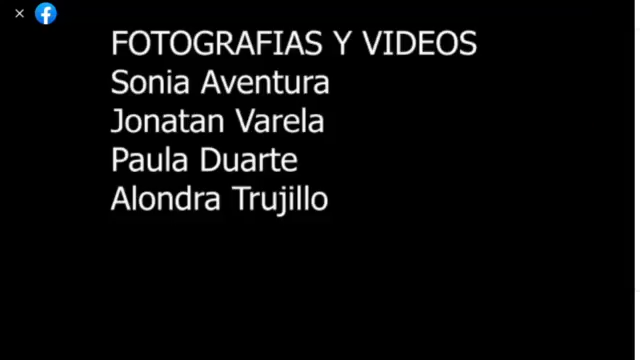 FOTOGRAFIAS Y VIDEOS
Sonia Aventura
Jonatan Varela
Paula Duarte
Alondra Trujillo